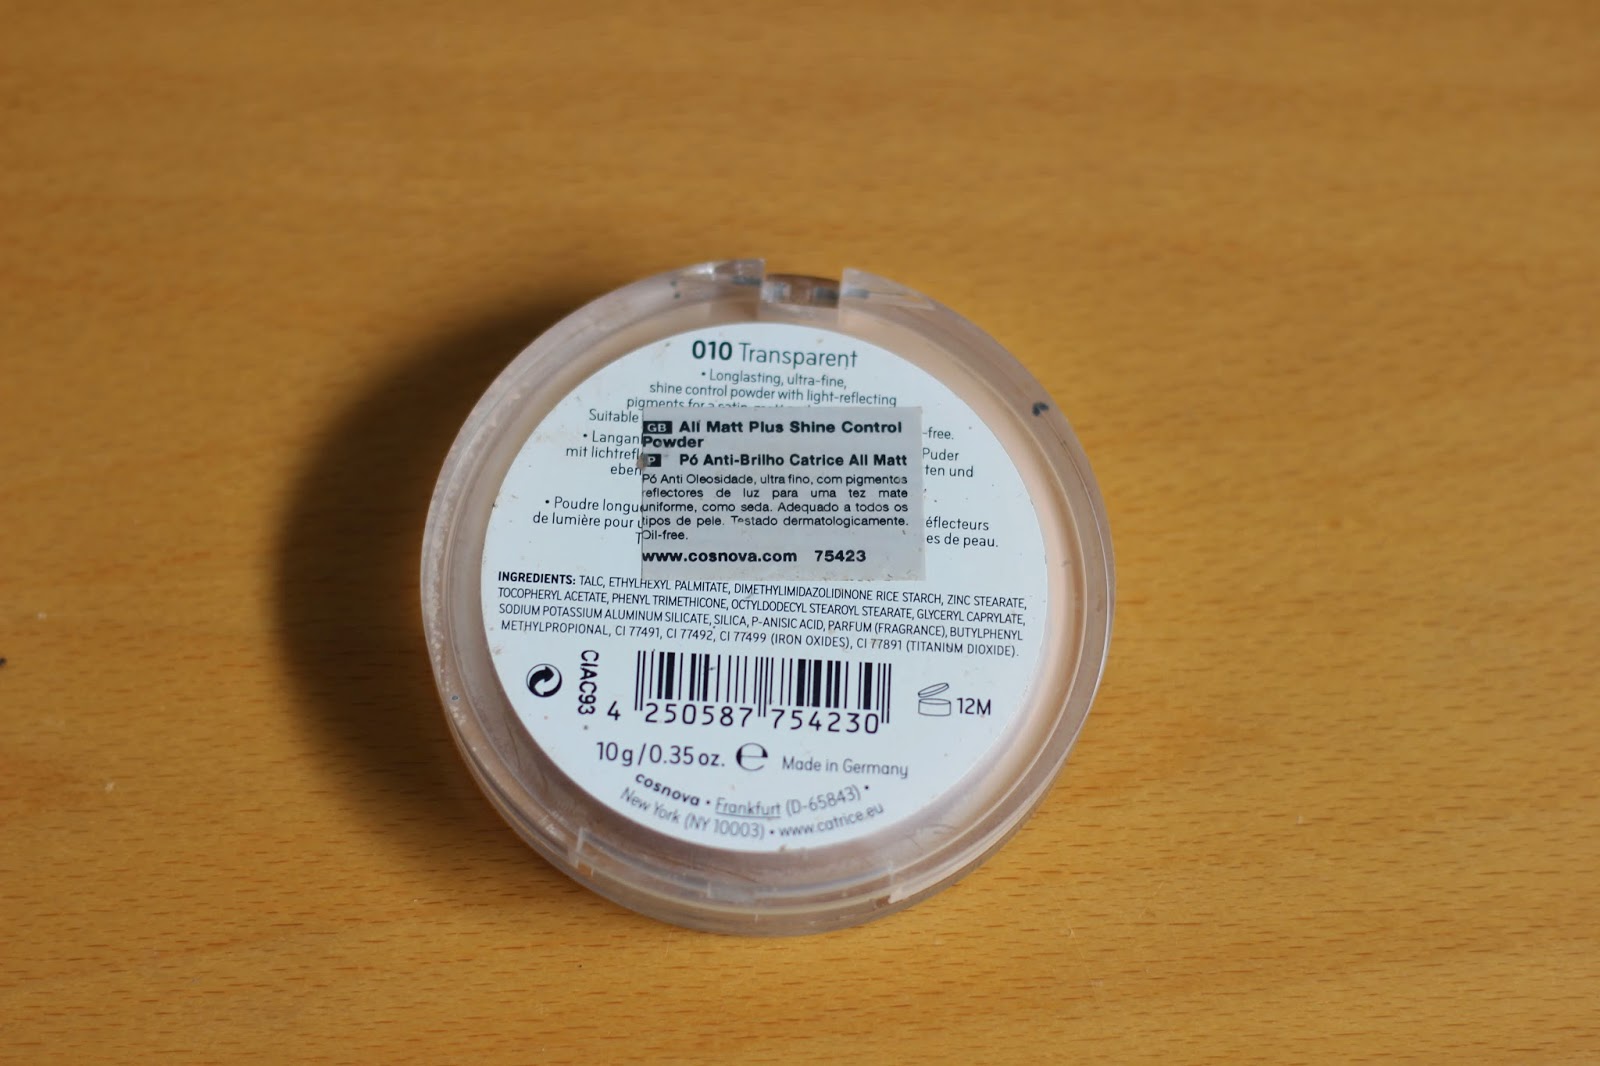 010 Transparent
• Longlasting, ultra-fine,
shine control powder with light-reflecting
pigments for a satin,
Suitable
-free.
• Langan
Puder
mit lichtrefl
ten und
eben
• Poudre longu
éflecteurs
de lumière pour u
es de peau.
T
GB All Matt Plus Shine Control
Powder
P Pó Anti-Brilho Catrice All Matt
Pó Anti Oleosidade, ultra fino, com pigmentos
reflectores de luz para uma tez mate
uniforme, como seda. Adequado a todos os
tipos de pele. Testado dermatologicamente.
Oil-free.
www.cosnova.com 75423
INGREDIENTS: TALC, ETHYLHEXYL PALMITATE, DIMETHYLIMIDAZOLIDINONE RICE STARCH, ZINC STEARATE,
TOCOPHERYL ACETATE, PHENYL TRIMETHICONE, OCTYLDODECYL STEAROYL STEARATE, GLYCERYL CAPRYLATE,
SODIUM POTASSIUM ALUMINUM SILICATE, SILICA, P-ANISIC ACID, PARFUM (FRAGRANCE), BUTYLPHENYL
METHYLPROPIONAL, CI 77491, CI 77492, CI 77499 (IRON OXIDES), CI 77891 (TITANIUM DIOXIDE).
CIAC93
4 250587 754230
12M
10g/0.35oz. e Made in Germany
cosnova • Frankfurt (D-65843) •
New York (NY 10003) • www.catrice.eu